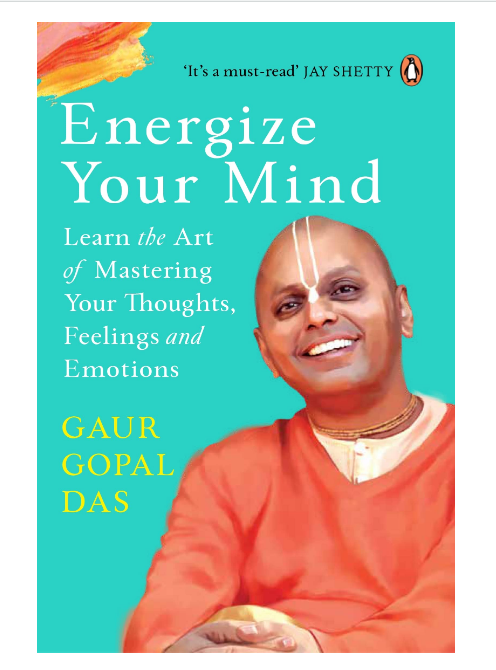 ‘It’s a must-read’ JAY SHETTY
Energize
Your Mind
Learn the Art
of Mastering
Your Thoughts,
Feelings and
Emotions
GAUR
GOPAL
DAS